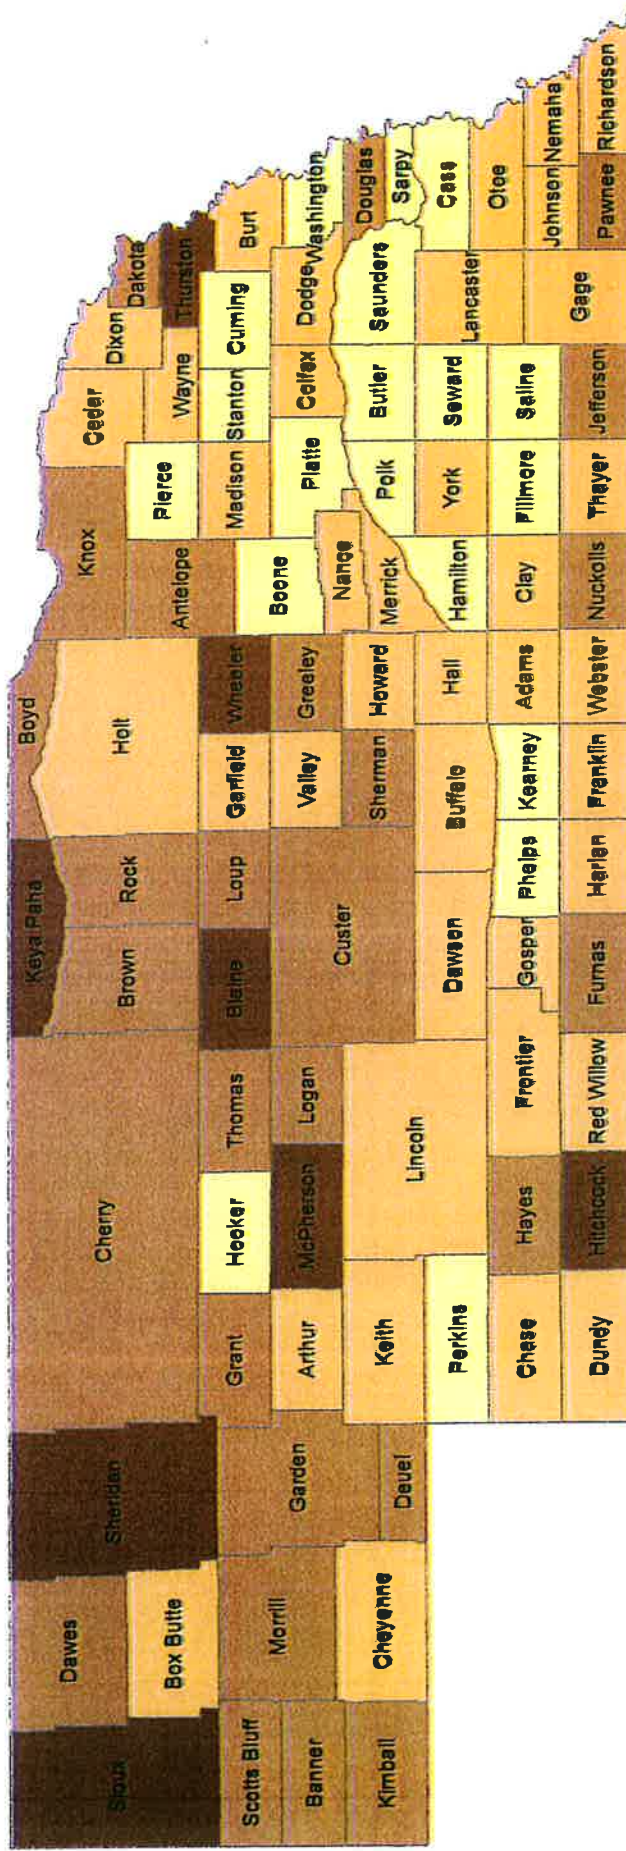 Sioux
Dawes
Box Butte
Sheridan
Scotts Bluff
Banner
Kimball
Morrill
Cheyenne
Garden
Deuel
Cherry
Keya Paha
Boyd
Brown
Rock
Holt
Knox
Cedar
Dixon
Dakota
Antelope
Pierce
Wayne
Thurston
Grant
Hooker
Thomas
Blaine
Loup
Garfield
Wheeler
Boone
Madison
Stanton
Cuming
Burt
Arthur
McPherson
Logan
Custer
Valley
Greeley
Nance
Platte
Colfax
Dodge
Washington
Keith
Lincoln
Sherman
Howard
Merrick
Polk
Butler
Saunders
Douglas
Sarpy
Perkins
Dawson
Buffalo
Hall
Hamilton
York
Seward
Lancaster
Cass
Chase
Hayes
Frontier
Gosper
Phelps
Kearney
Adams
Clay
Fillmore
Saline
Otoe
Dundy
Hitchcock
Red Willow
Furnas
Harlan
Franklin
Webster
Nuckolls
Thayer
Jefferson
Gage
Johnson
Nemaha
Pawnee
Richardson